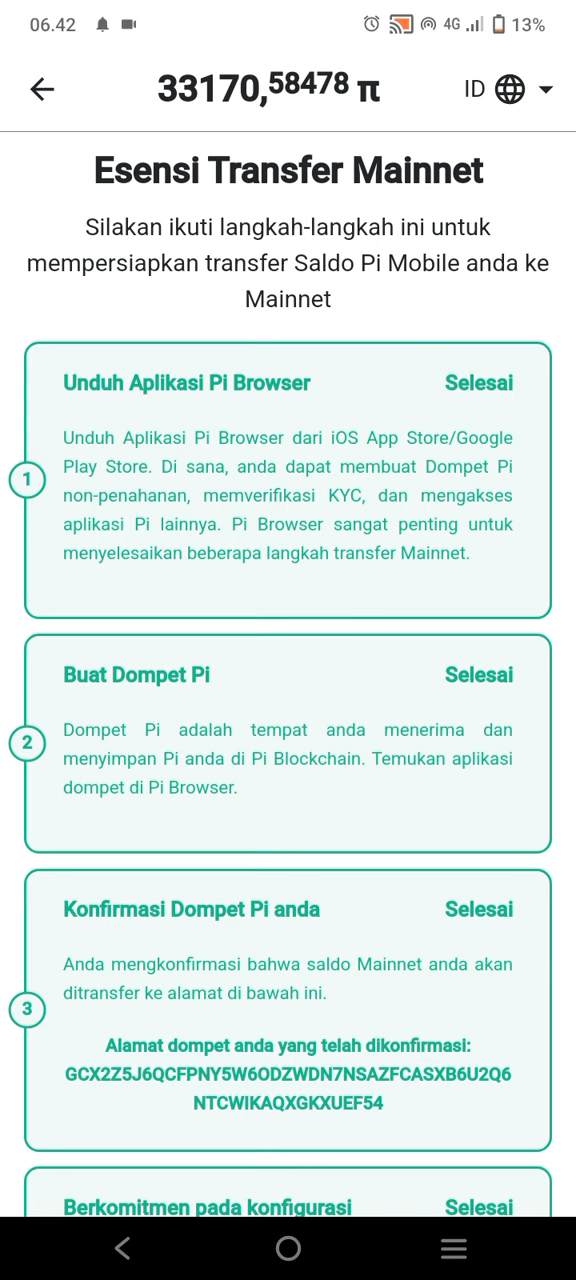 06.42
4G
13%
33170,58478 π
ID
Esensi Transfer Mainnet
Silakan ikuti langkah-langkah ini untuk
mempersiapkan transfer Saldo Pi Mobile anda ke
Mainnet
Unduh Aplikasi Pi Browser Selesai
1
Unduh Aplikasi Pi Browser dari iOS App Store/Google
Play Store. Di sana, anda dapat membuat Dompet Pi
non-penahanan, memverifikasi KYC, dan mengakses
aplikasi Pi lainnya. Pi Browser sangat penting untuk
menyelesaikan beberapa langkah transfer Mainnet.
Buat Dompet Pi Selesai
2
Dompet Pi adalah tempat anda menerima dan
menyimpan Pi anda di Pi Blockchain. Temukan aplikasi
dompet di Pi Browser.
Konfirmasi Dompet Pi anda Selesai
3
Anda mengkonfirmasi bahwa saldo Mainnet anda akan
ditransfer ke alamat di bawah ini.
Alamat dompet anda yang telah dikonfirmasi:
GCX2Z5J6QCFPNY5W6ODZWDN7NSAZFCASXB6U2Q6
NTCWIKAQXGKXUEF54
Berkomitmen pada konfigurasi Selesai